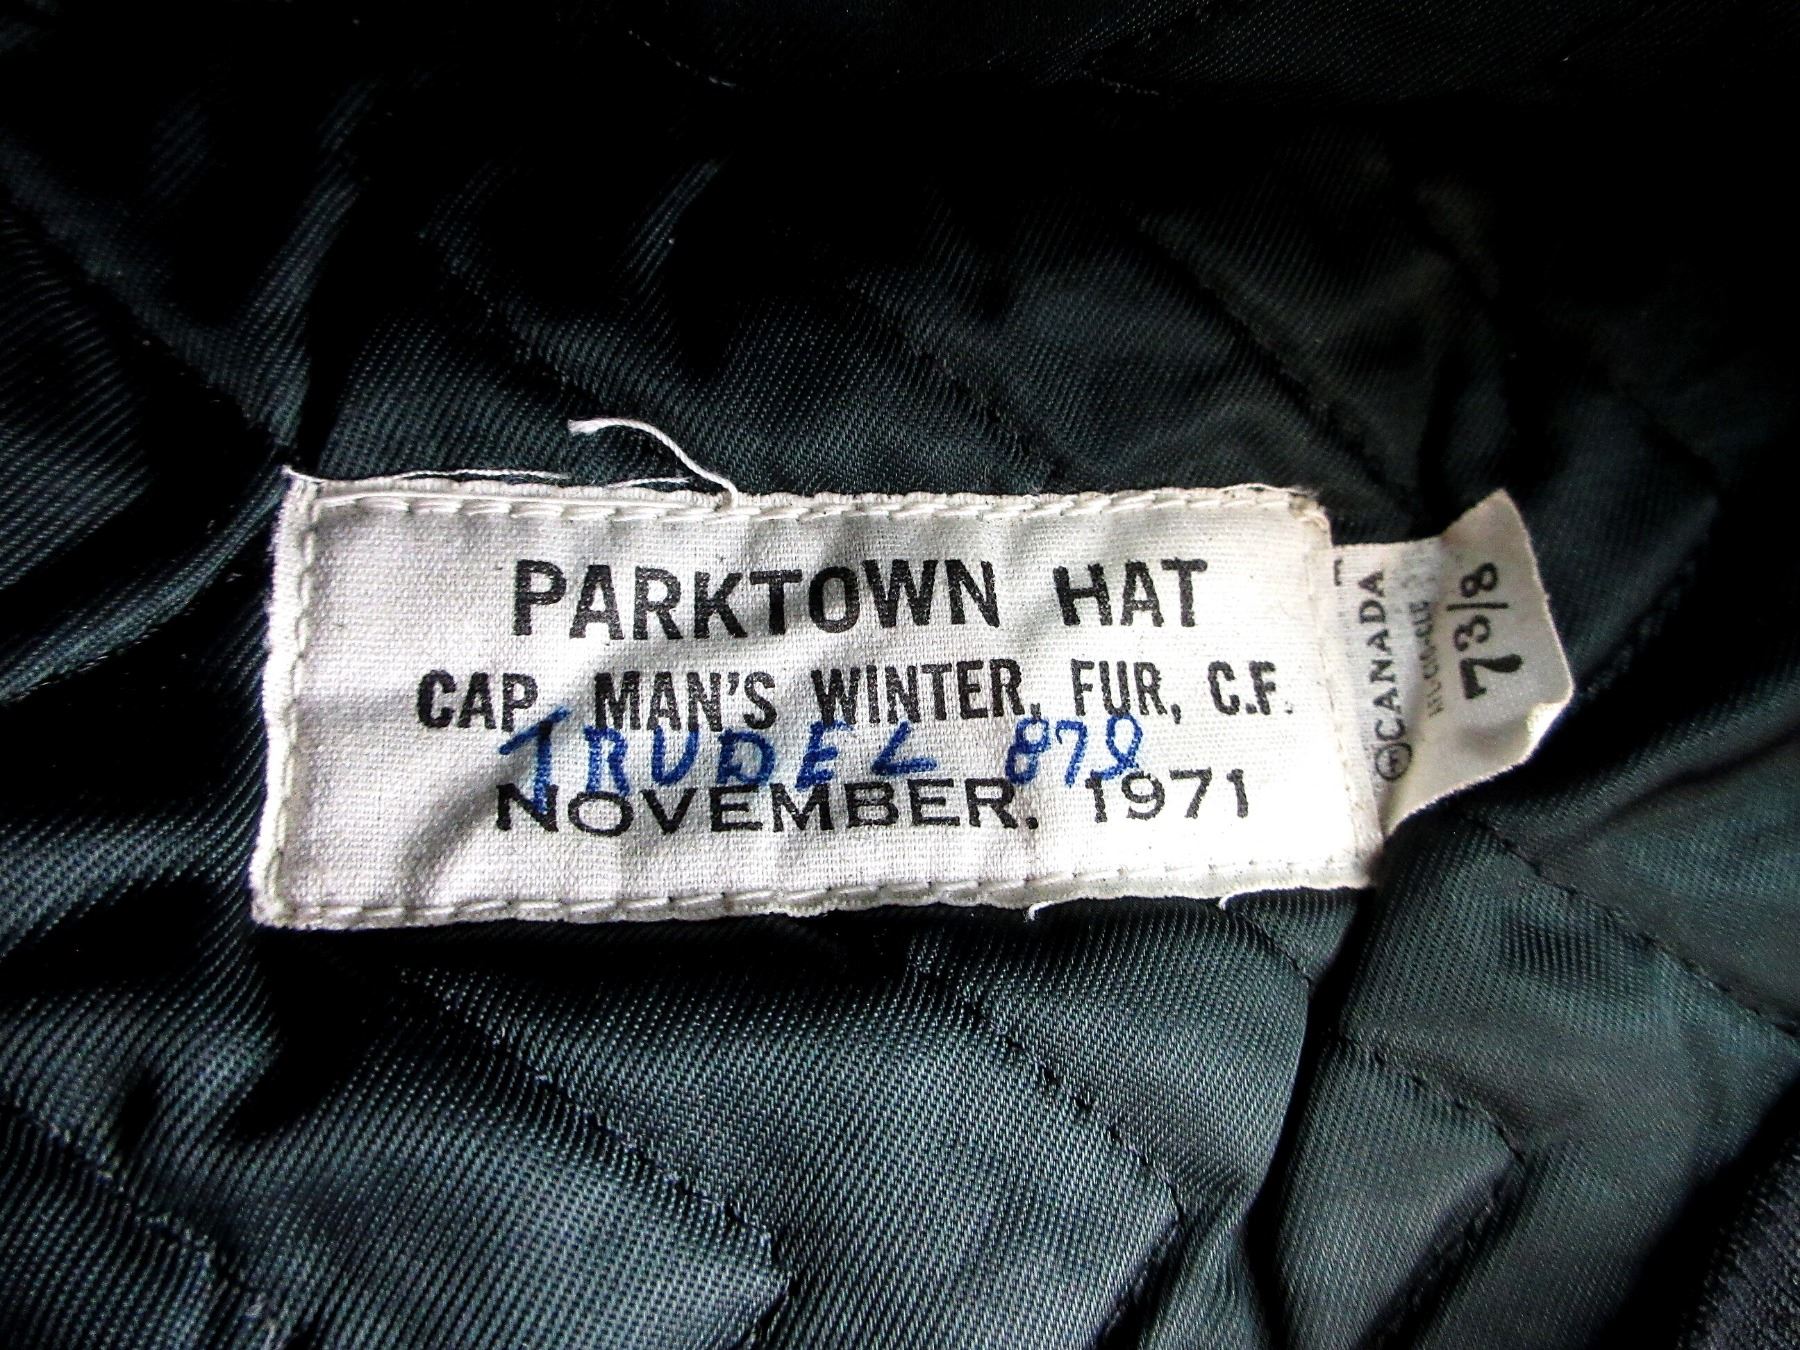 PARKTOWN HAT
CAP, MAN'S WINTER, FUR, C.F.
TRUDEL 879
NOVEMBER, 1971
CANADA
7 3/8